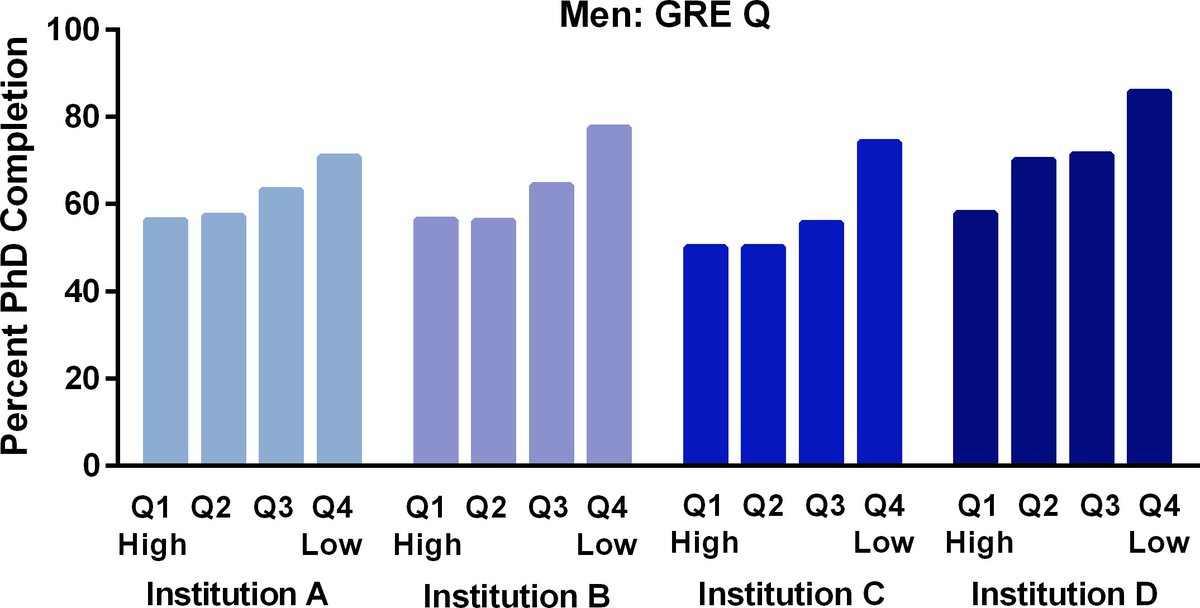 Men: GRE Q
Percent PhD Completion
100
80
60
40
20
0
Q1 Q2 Q3 Q4 Q1 Q2 Q3 Q4 Q1 Q2 Q3 Q4 Q1 Q2 Q3 Q4
High Low High Low High Low High Low
Institution A Institution B Institution C Institution D